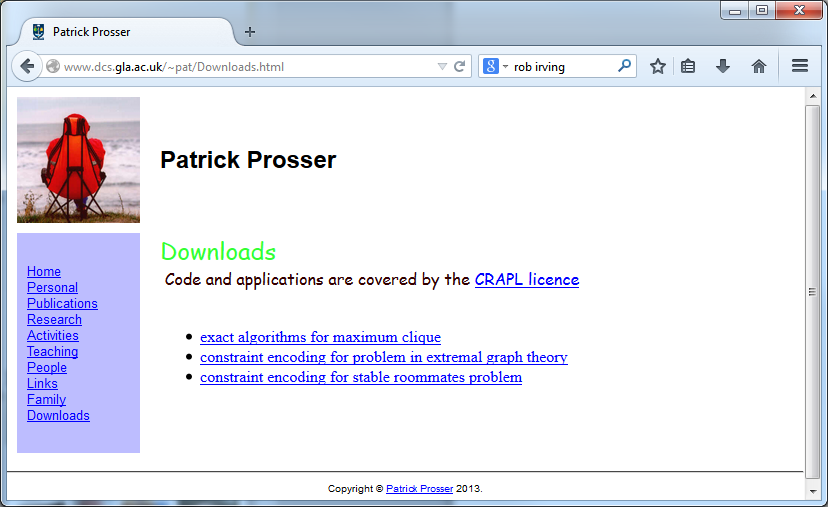 Patrick Prosser
www.dcs.gla.ac.uk/~pat/Downloads.html
8 rob irving
Patrick Prosser
Downloads
Code and applications are covered by the CRAPL licence
Home
Personal
Publications
Research
Activities
Teaching
People
Links
Family
Downloads
• exact algorithms for maximum clique
• constraint encoding for problem in extremal graph theory
• constraint encoding for stable roommates problem
Copyright © Patrick Prosser 2013.